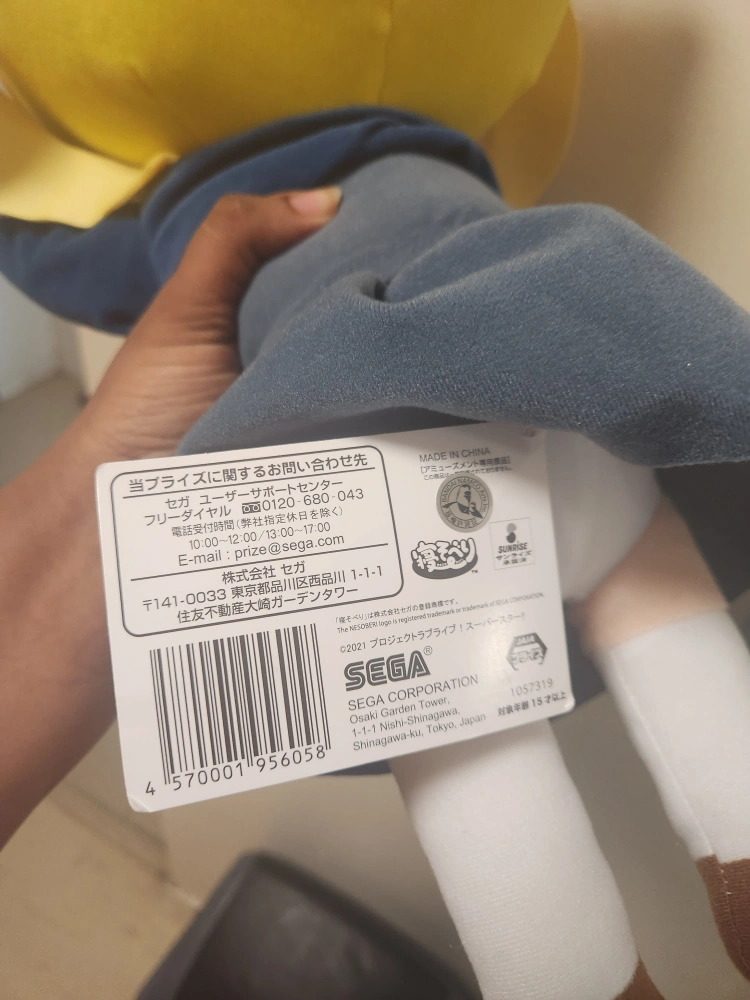 当プライズに関するお問い合わせ先
セガ ユーザーサポートセンター
フリーダイヤル 0120-680-043
電話受付時間(弊社指定休日を除く)
10:00~12:00/13:00~17:00
E-mail : prize@sega.com
株式会社 セガ
〒141-0033 東京都品川区西品川 1-1-1
住友不動産大崎ガーデンタワー
4 570001 956058
MADE IN CHINA
[アミューズメント専用景品]
寝そべり TM
SUNRISE
サンライズ
承認済
「寝そべり」は株式会社セガの登録商標です。
The NESOBERI logo is registered trademark or trademark of SEGA CORPORATION.
©2021 プロジェクトラブライブ!スーパースター!!
SEGA®
SEGA CORPORATION
Osaki Garden Tower,
1-1-1 Nishi-Shinagawa,
Shinagawa-ku, Tokyo, Japan
1057319
対象年齢 15才以上